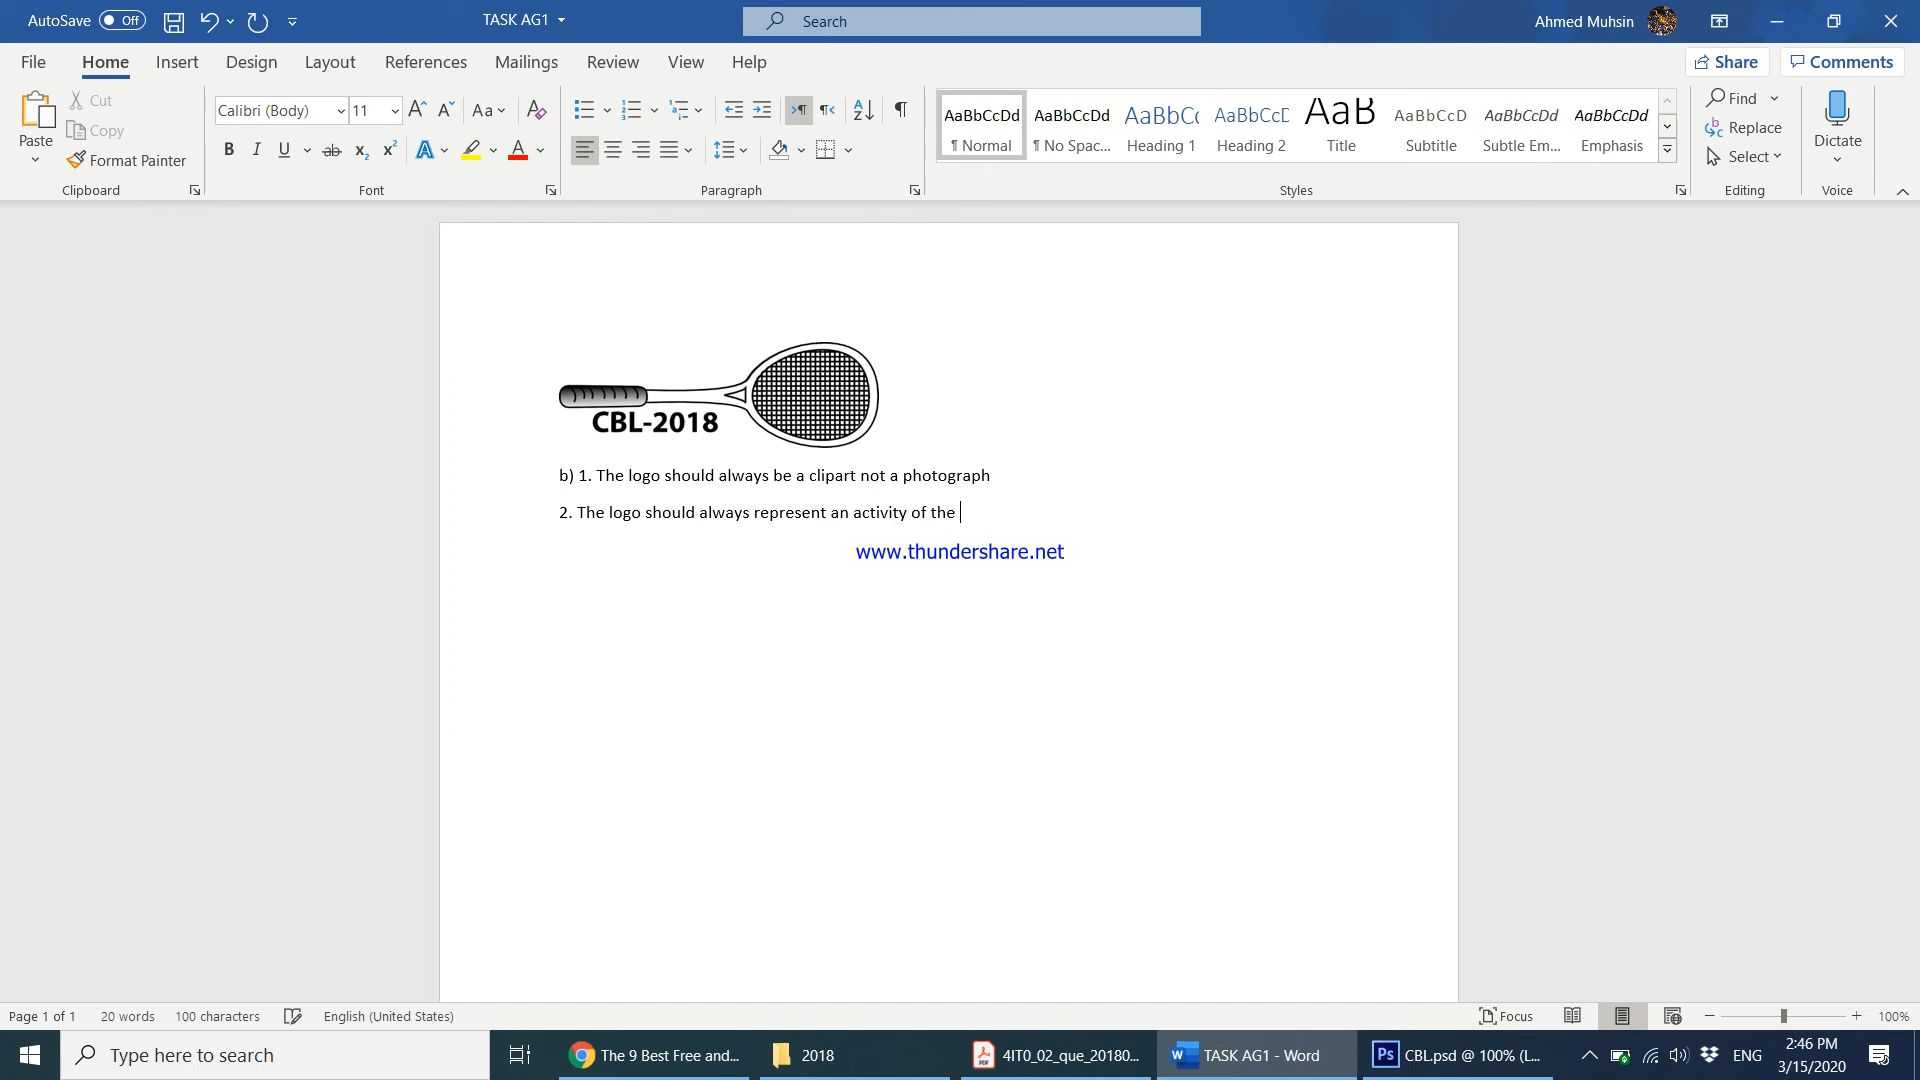 AutoSave Off TASK AG1 Search Ahmed Muhsin
File Home Insert Design Layout References Mailings Review View Help Share Comments
Paste Cut Copy Format Painter
Clipboard
Calibri (Body) 11 Aa
Font
Paragraph
AaBbCcDd AaBbCcDd AaBbCc AaBbCcD AaB AaBbCcD AaBbCcDd AaBbCcDd
¶ Normal ¶ No Spac... Heading 1 Heading 2 Title Subtitle Subtle Em... Emphasis
Styles
Find
Replace
Select
Editing
Dictate
Voice
CBL-2018
b) 1. The logo should always be a clipart not a photograph
2. The logo should always represent an activity of the
www.thundershare.net
Page 1 of 1 20 words 100 characters English (United States) Focus 100%
Type here to search The 9 Best Free and... 2018 4IT0_02_que_20180... TASK AG1 - Word CBL.psd @ 100% (L... ENG 2:46 PM
3/15/2020